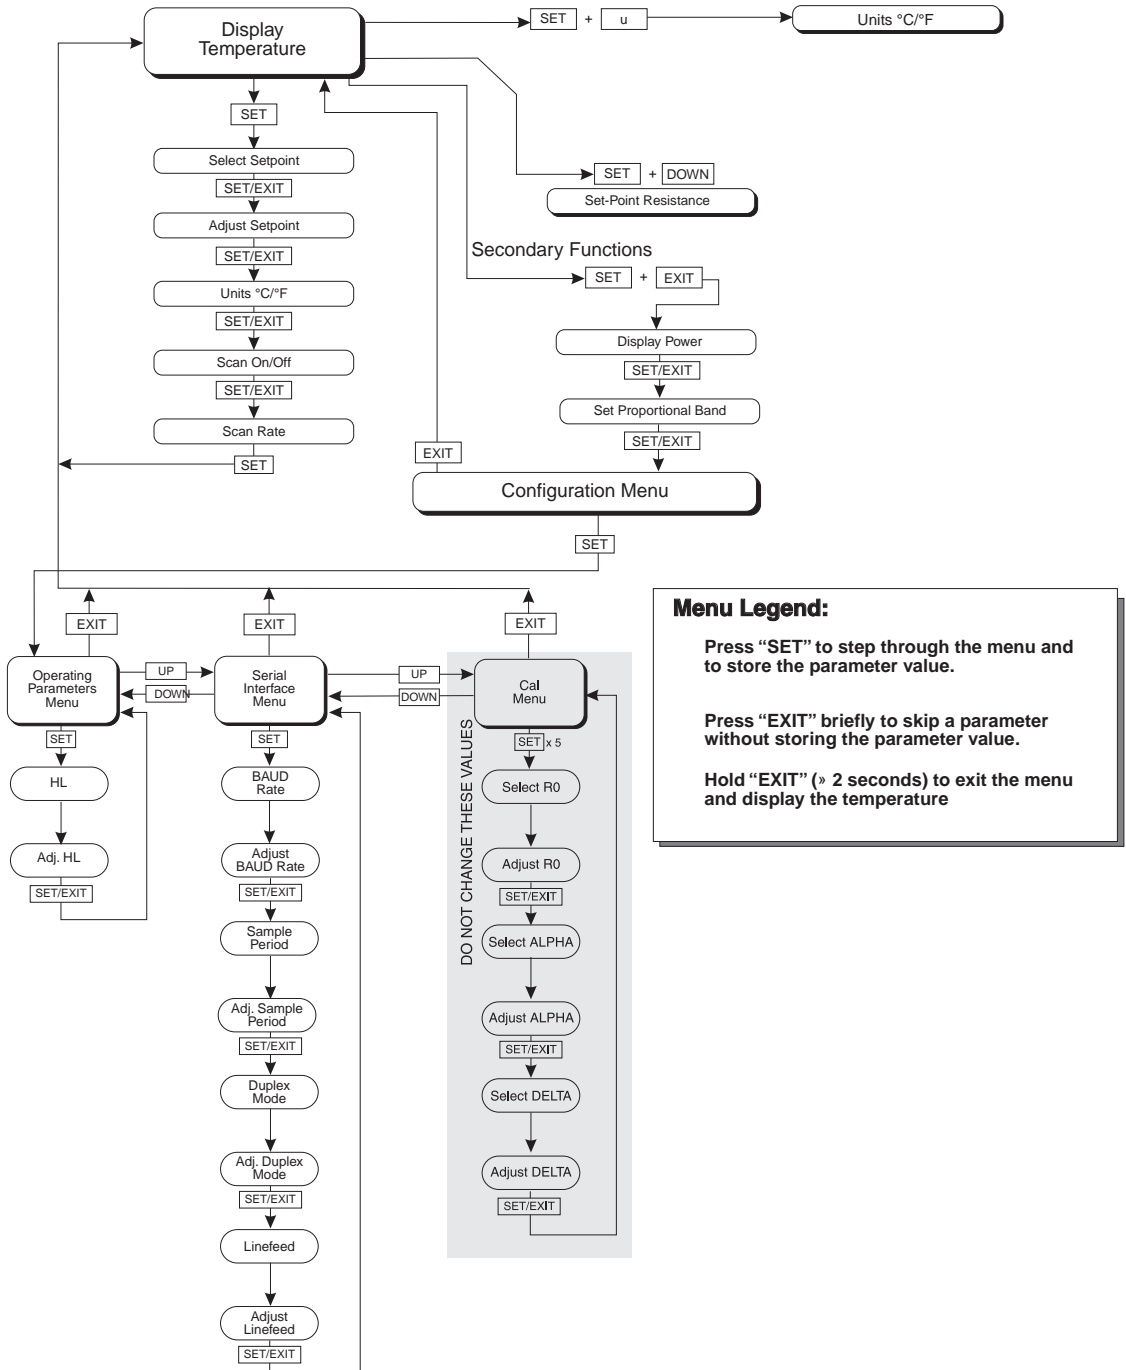 Display
Temperature
SET + u
Units °C/°F
SET
Select Setpoint
SET/EXIT
Adjust Setpoint
SET/EXIT
Units °C/°F
SET/EXIT
Scan On/Off
SET/EXIT
Scan Rate
SET
SET + DOWN
Set-Point Resistance
Secondary Functions
SET + EXIT
Display Power
SET/EXIT
Set Proportional Band
SET/EXIT
EXIT
Configuration Menu
SET
EXIT
EXIT
EXIT
Operating
Parameters
Menu
UP
DOWN
Serial
Interface
Menu
UP
DOWN
Cal
Menu
SET
HL
Adj. HL
SET/EXIT
SET
BAUD
Rate
Adjust
BAUD Rate
SET/EXIT
Sample
Period
Adj. Sample
Period
SET/EXIT
Duplex
Mode
Adj. Duplex
Mode
SET/EXIT
Linefeed
Adjust
Linefeed
SET/EXIT
DO NOT CHANGE THESE VALUES
SET x 5
Select R0
Adjust R0
SET/EXIT
Select ALPHA
Adjust ALPHA
SET/EXIT
Select DELTA
Adjust DELTA
SET/EXIT
Menu Legend:
Press “SET” to step through the menu and
to store the parameter value.
Press “EXIT” briefly to skip a parameter
without storing the parameter value.
Hold “EXIT” (» 2 seconds) to exit the menu
and display the temperature